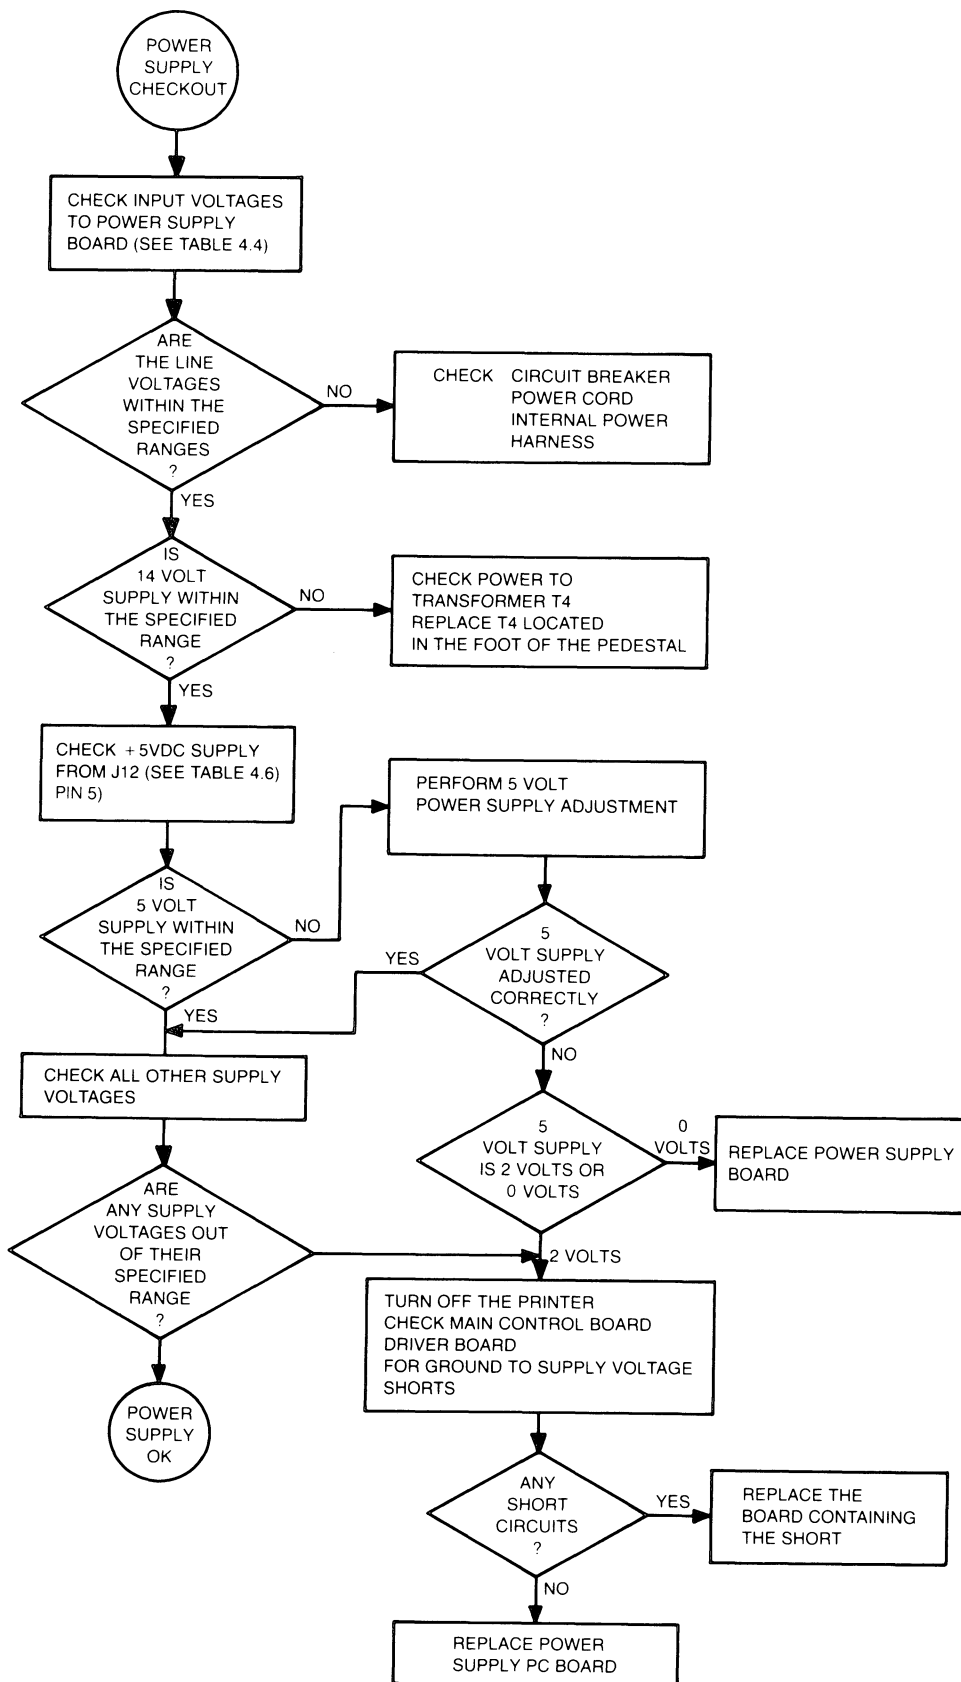 POWER
SUPPLY
CHECKOUT
CHECK INPUT VOLTAGES
TO POWER SUPPLY
BOARD (SEE TABLE 4.4)
ARE
THE LINE
VOLTAGES
WITHIN THE
SPECIFIED
RANGES
?
NO
CHECK CIRCUIT BREAKER
POWER CORD
INTERNAL POWER
HARNESS
YES
IS
14 VOLT
SUPPLY WITHIN
THE SPECIFIED
RANGE
?
NO
CHECK POWER TO
TRANSFORMER T4
REPLACE T4 LOCATED
IN THE FOOT OF THE PEDESTAL
YES
CHECK +5VDC SUPPLY
FROM J12 (SEE TABLE 4.6)
PIN 5)
PERFORM 5 VOLT
POWER SUPPLY ADJUSTMENT
IS
5 VOLT
SUPPLY WITHIN
THE SPECIFIED
RANGE
?
NO
5
VOLT SUPPLY
ADJUSTED
CORRECTLY
?
YES
YES
NO
CHECK ALL OTHER SUPPLY
VOLTAGES
5
VOLT SUPPLY
IS 2 VOLTS OR
0 VOLTS
0
VOLTS
REPLACE POWER SUPPLY
BOARD
ARE
ANY SUPPLY
VOLTAGES OUT
OF THEIR
SPECIFIED
RANGE
?
2 VOLTS
TURN OFF THE PRINTER
CHECK MAIN CONTROL BOARD
DRIVER BOARD
FOR GROUND TO SUPPLY VOLTAGE
SHORTS
POWER
SUPPLY
OK
ANY
SHORT
CIRCUITS
?
YES
REPLACE THE
BOARD CONTAINING
THE SHORT
NO
REPLACE POWER
SUPPLY PC BOARD